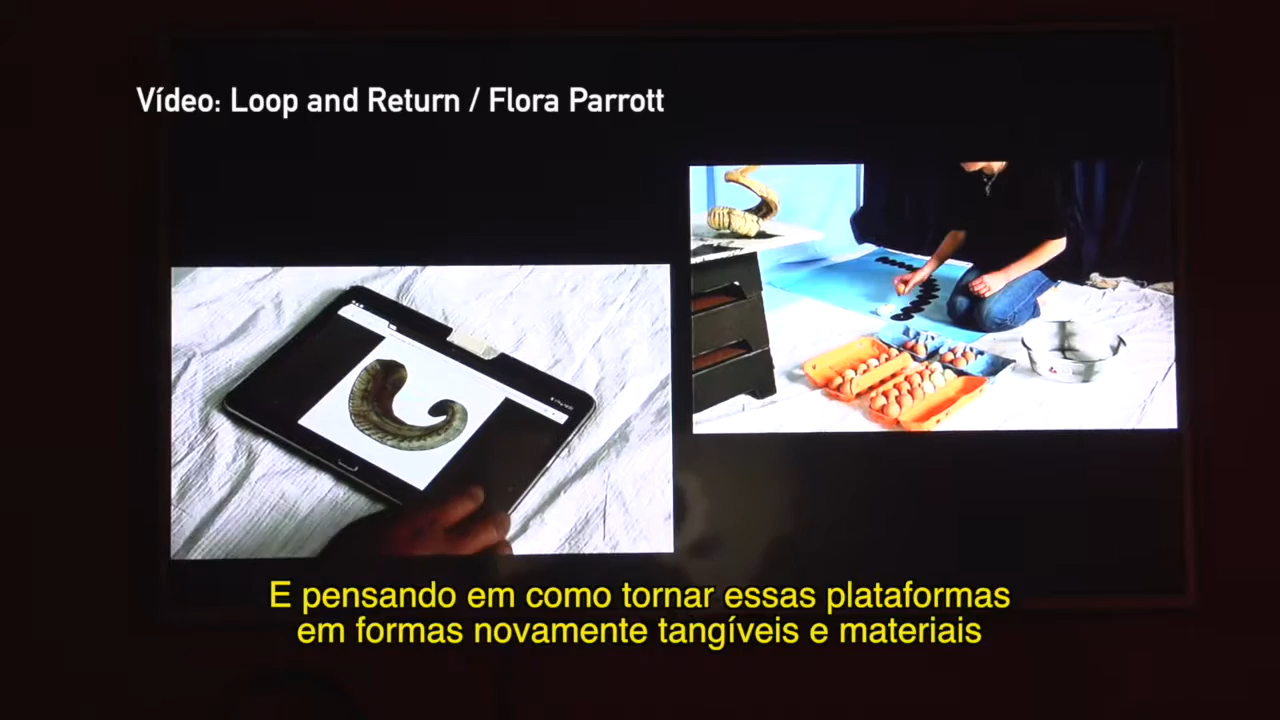 Vídeo: Loop and Return / Flora Parrott
E pensando em como tornar essas plataformas
em formas novamente tangíveis e materiais